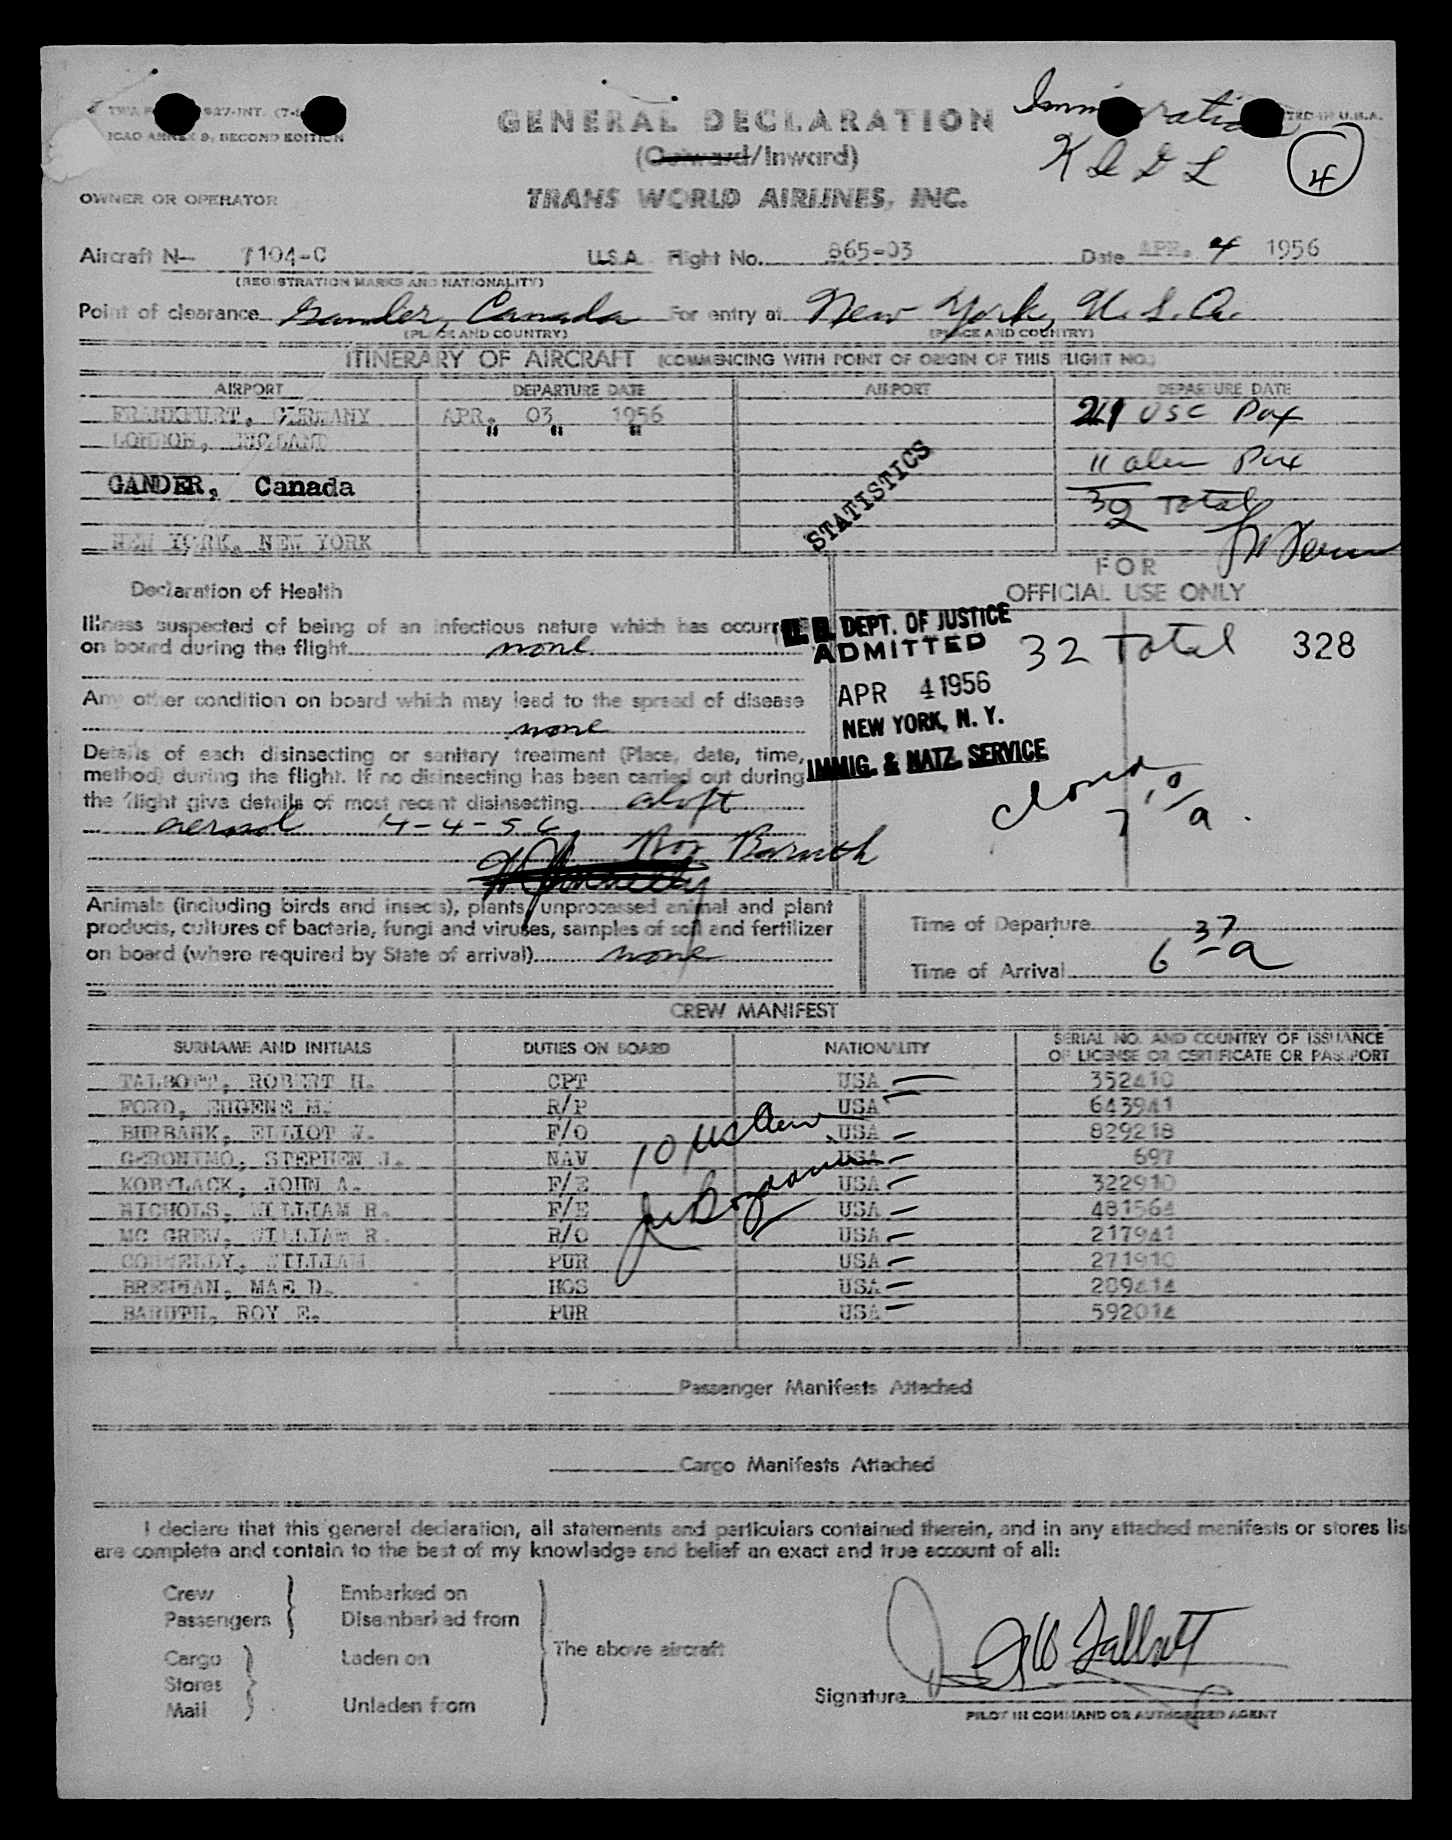 ICAO ANNEX 9, SECOND EDITION
GENERAL DECLARATION
Immigration
(Outward/Inward)
K D D L
4
OWNER OR OPERATOR
TRANS WORLD AIRLINES, INC.
Aircraft N- 7104-C U.S.A. Flight No. 865-03 Date APR. 4 1956
(REGISTRATION MARKS AND NATIONALITY)
Point of clearance Gander, Canada For entry at New York, U.S.A.
(PLACE AND COUNTRY) (PLACE AND COUNTRY)
ITINERARY OF AIRCRAFT (COMMENCING WITH POINT OF ORIGIN OF THIS FLIGHT NO.)
AIRPORT DEPARTURE DATE AIRPORT DEPARTURE DATE
FRANKFURT, GERMANY APR. 03 1956 21 USC Pax
LONDON, ENGLAND " " "
11 alien Pax
GANDER, Canada
32 Total
STATISTICS
NEW YORK, NEW YORK
FOR
OFFICIAL USE ONLY
Declaration of Health
Illness suspected of being of an infectious nature which has occurred
on board during the flight none
U. S. DEPT. OF JUSTICE
ADMITTED
APR 4 1956
NEW YORK, N. Y.
IMMIG. & NATZ. SERVICE
32 Total 328
Any other condition on board which may lead to the spread of disease
none
Details of each disinsecting or sanitary treatment (Place, date, time,
method) during the flight. If no disinsecting has been carried out during
the flight give details of most recent disinsecting aloft
aerosol 4-4-56
Roy Baruth
W Connelly
closed
7 10/a.
Animals (including birds and insects), plants, unprocessed animal and plant
products, cultures of bacteria, fungi and viruses, samples of soil and fertilizer
on board (where required by State of arrival) none
Time of Departure
Time of Arrival 6 37 a
CREW MANIFEST
SURNAME AND INITIALS DUTIES ON BOARD NATIONALITY SERIAL NO. AND COUNTRY OF ISSUANCE
OF LICENSE OR CERTIFICATE OR PASSPORT
TALBOTT, ROBERT H. CPT USA 352410
FORD, EUGENE M. R/P USA 643941
BURBANK, ELLIOT W. F/O USA 829218
GERONIMO, STEPHEN J. NAV USA 697
KOBYLACK, JOHN A. F/E USA 322910
NICHOLS, WILLIAM R. F/E USA 481564
MC GREW, WILLIAM R. R/O USA 217941
CONNELLY, WILLIAM PUR USA 271910
BRENNAN, MAE D. HOS USA 289414
BARUTH, ROY E. PUR USA 592014
10 US Crew
Passenger Manifests Attached
Cargo Manifests Attached
I declare that this general declaration, all statements and particulars contained therein, and in any attached manifests or stores lis
are complete and contain to the best of my knowledge and belief an exact and true account of all:
Crew Embarked on
Passengers Disembarked from
The above aircraft
Cargo Laden on
Stores
Mail Unladen from
Signature RH Talbott
PILOT IN COMMAND OR AUTHORIZED AGENT